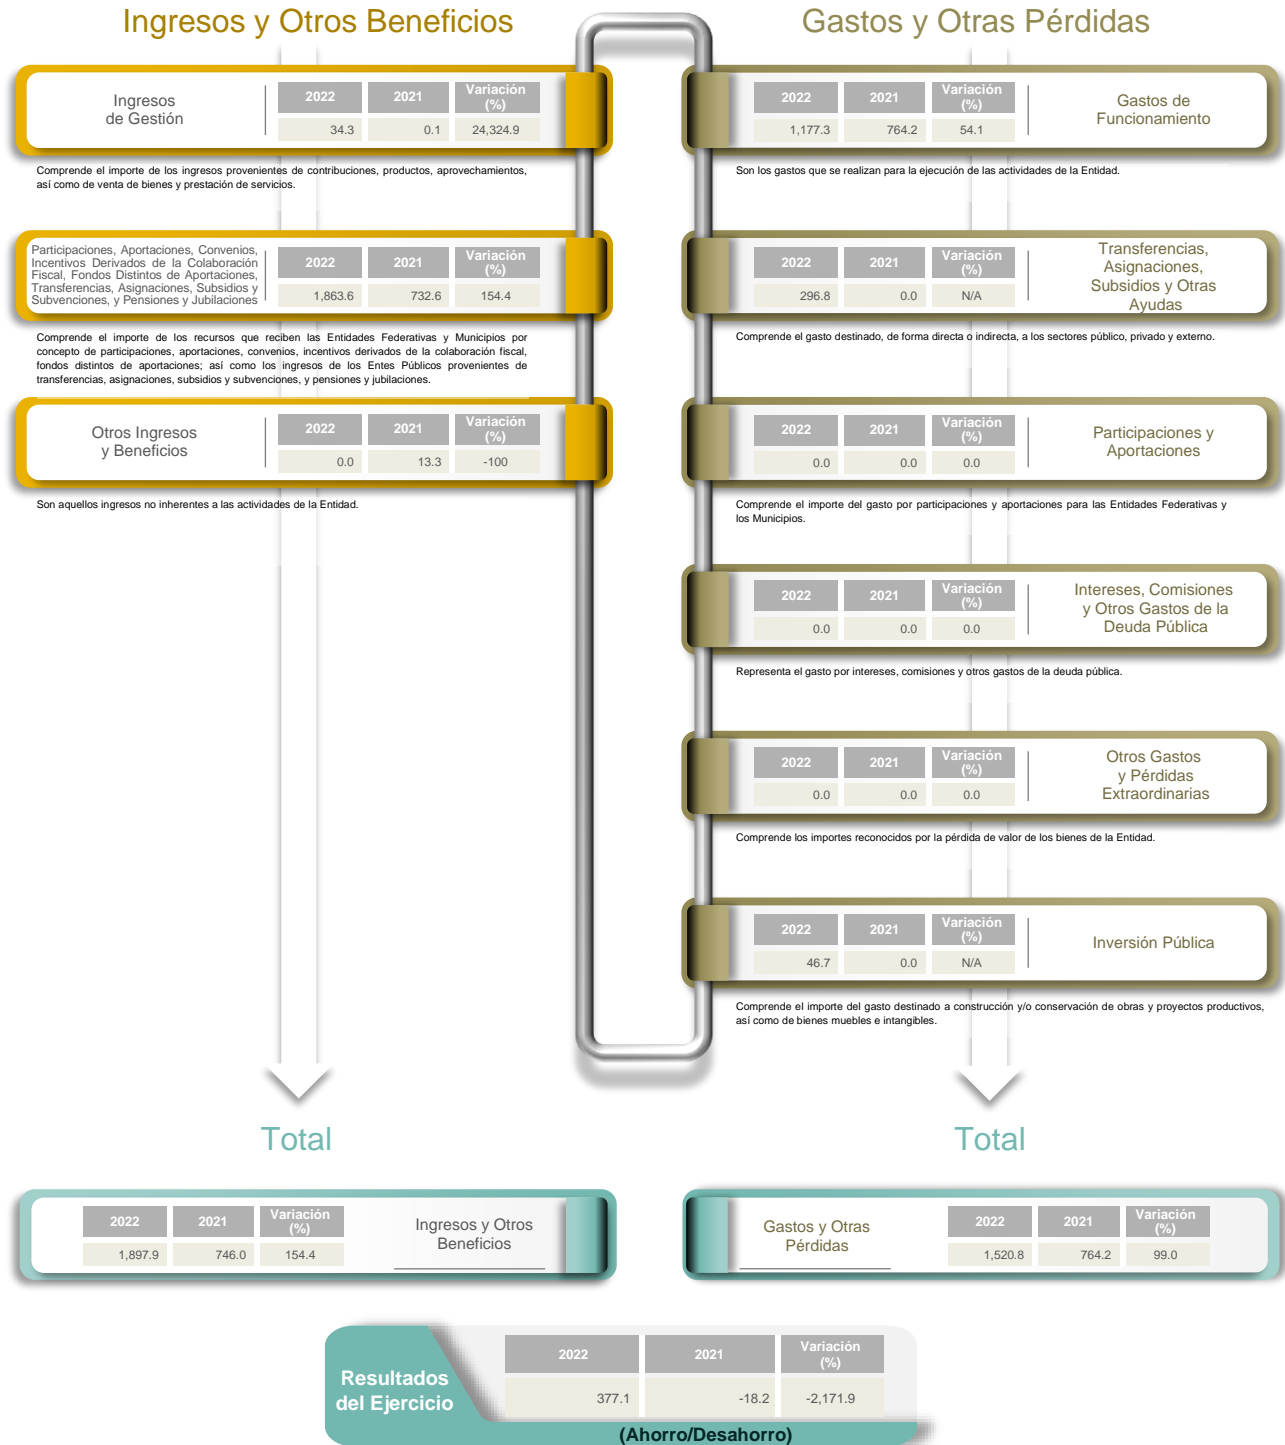 Ingresos y Otros Beneficios
Ingresos
de Gestión
2022 2021 Variación (%)
34.3 0.1 24,324.9
Comprende el importe de los ingresos provenientes de contribuciones, productos, aprovechamientos,
así como de venta de bienes y prestación de servicios.
Participaciones, Aportaciones, Convenios,
Incentivos Derivados de la Colaboración
Fiscal, Fondos Distintos de Aportaciones,
Transferencias, Asignaciones, Subsidios y
Subvenciones, y Pensiones y Jubilaciones
2022 2021 Variación (%)
1,863.6 732.6 154.4
Comprende el importe de los recursos que reciben las Entidades Federativas y Municipios por
concepto de participaciones, aportaciones, convenios, incentivos derivados de la colaboración fiscal,
fondos distintos de aportaciones; así como los ingresos de los Entes Públicos provenientes de
transferencias, asignaciones, subsidios y subvenciones, y pensiones y jubilaciones.
Otros Ingresos
y Beneficios
2022 2021 Variación (%)
0.0 13.3 -100
Son aquellos ingresos no inherentes a las actividades de la Entidad.
Gastos y Otras Pérdidas
2022 2021 Variación (%)
1,177.3 764.2 54.1
Gastos de
Funcionamiento
Son los gastos que se realizan para la ejecución de las actividades de la Entidad.
2022 2021 Variación (%)
296.8 0.0 N/A
Transferencias,
Asignaciones,
Subsidios y Otras
Ayudas
Comprende el gasto destinado, de forma directa o indirecta, a los sectores público, privado y externo.
2022 2021 Variación (%)
0.0 0.0 0.0
Participaciones y
Aportaciones
Comprende el importe del gasto por participaciones y aportaciones para las Entidades Federativas y
los Municipios.
2022 2021 Variación (%)
0.0 0.0 0.0
Intereses, Comisiones
y Otros Gastos de la
Deuda Pública
Representa el gasto por intereses, comisiones y otros gastos de la deuda pública.
2022 2021 Variación (%)
0.0 0.0 0.0
Otros Gastos
y Pérdidas
Extraordinarias
Comprende los importes reconocidos por la pérdida de valor de los bienes de la Entidad.
2022 2021 Variación (%)
46.7 0.0 N/A
Inversión Pública
Comprende el importe del gasto destinado a construcción y/o conservación de obras y proyectos productivos,
así como de bienes muebles e intangibles.
Total
2022 2021 Variación (%)
1,897.9 746.0 154.4
Ingresos y Otros
Beneficios
Total
Gastos y Otras
Pérdidas
2022 2021 Variación (%)
1,520.8 764.2 99.0
Resultados
del Ejercicio
2022 2021 Variación (%)
377.1 -18.2 -2,171.9
(Ahorro/Desahorro)